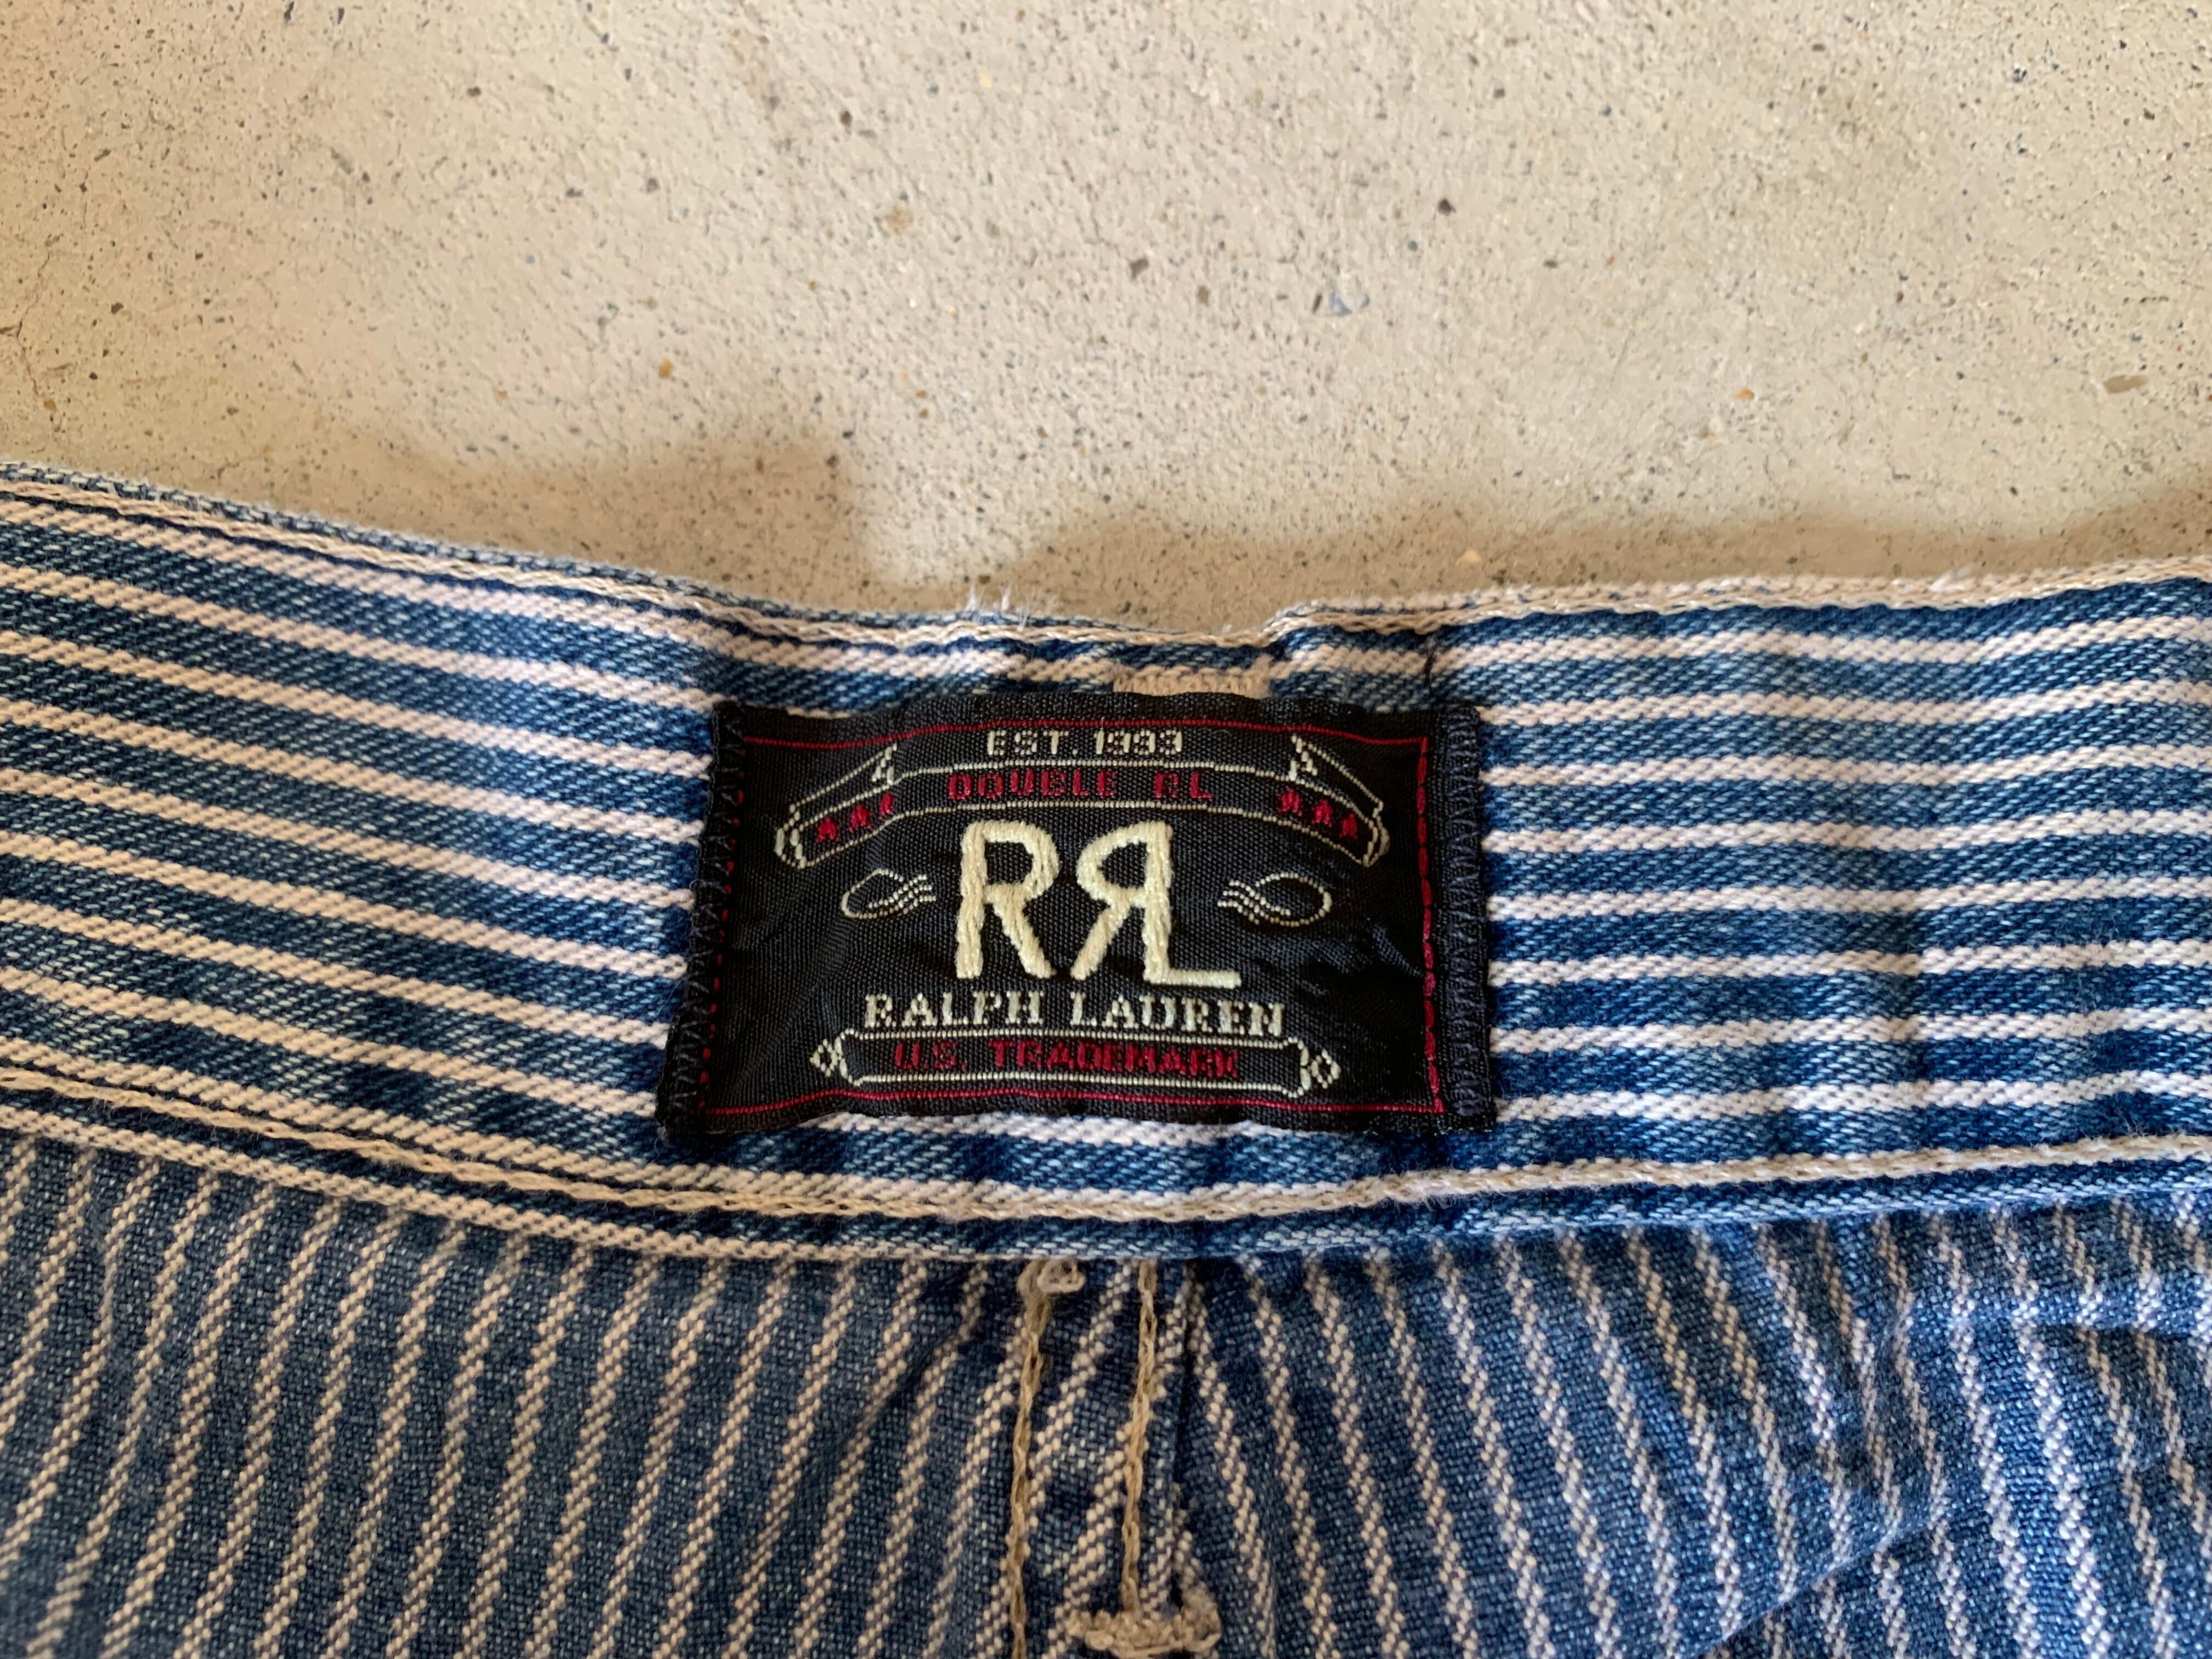 EST. 1993
DOUBLE RL
RRL
RALPH LAUREN
U.S. TRADEMARK